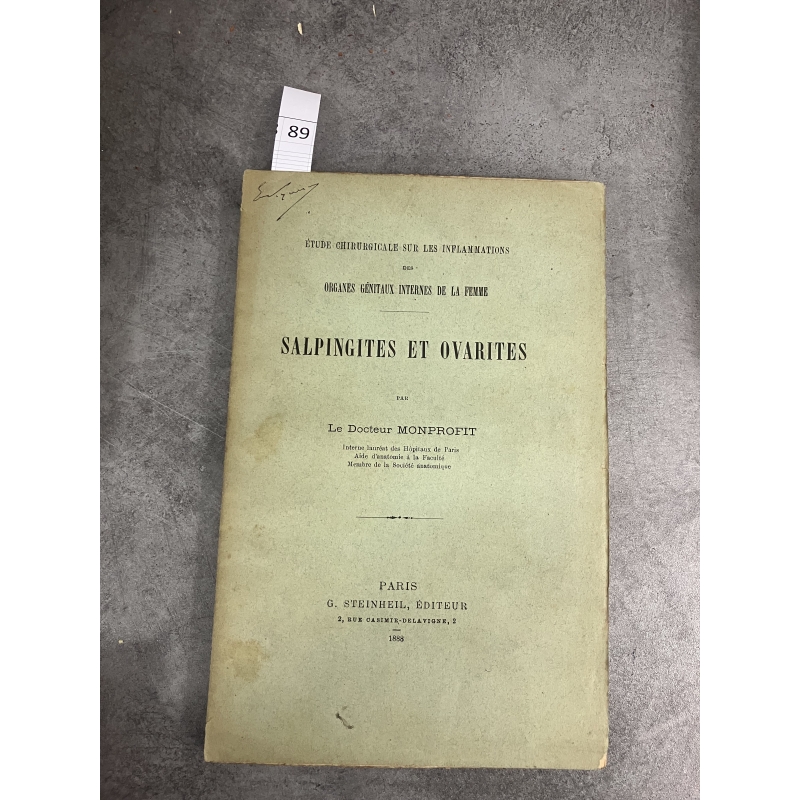 89
ÉTUDE CHIRURGICALE SUR LES INFLAMMATIONS
DES
ORGANES GÉNITAUX INTERNES DE LA FEMME
SALPINGITES ET OVARITES
PAR
Le Docteur MONPROFIT
Interne lauréat des Hôpitaux de Paris
Aide d'anatomie à la Faculté
Membre de la Société anatomique
PARIS
G. STEINHEIL, ÉDITEUR
2, RUE CASIMIR-DELAVIGNE, 2
1888